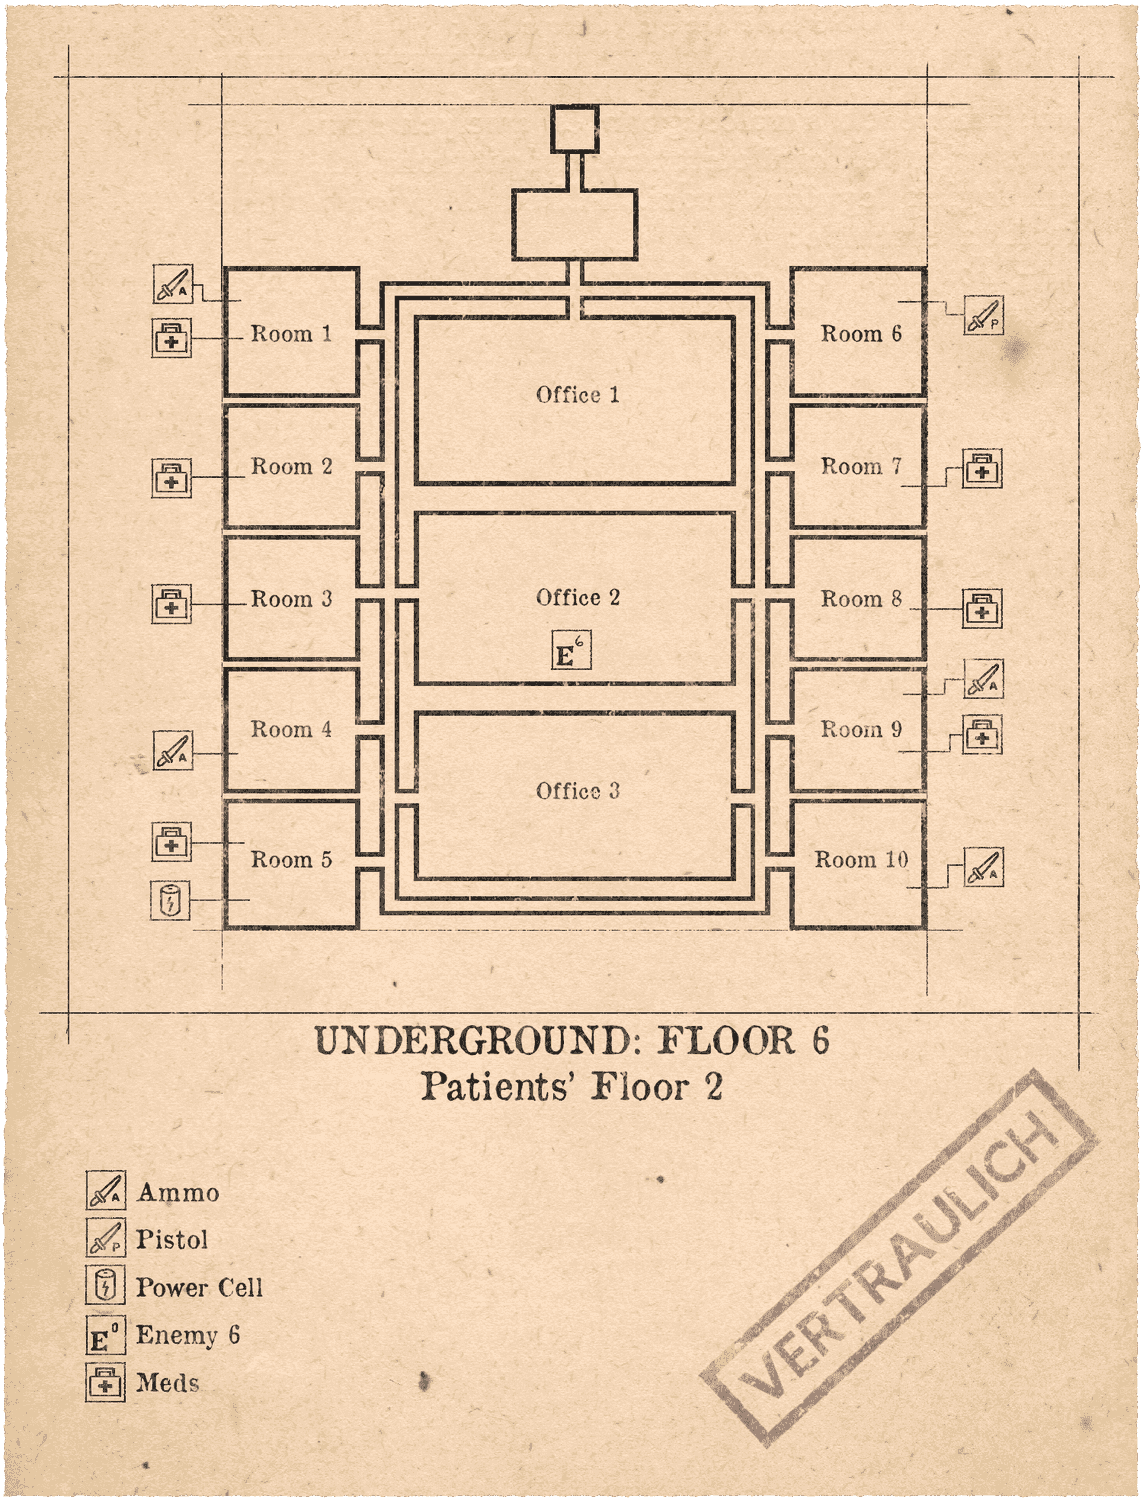 A
Room 1
Room 6
P
Office 1
Room 2
Room 7
Room 3
Office 2
Room 8
E6
A
Room 4
Room 9
A
Office 3
Room 5
Room 10
A
UNDERGROUND: FLOOR 6
Patients' Floor 2
A Ammo
P Pistol
Power Cell
E0 Enemy 6
Meds
VERTRAULICH